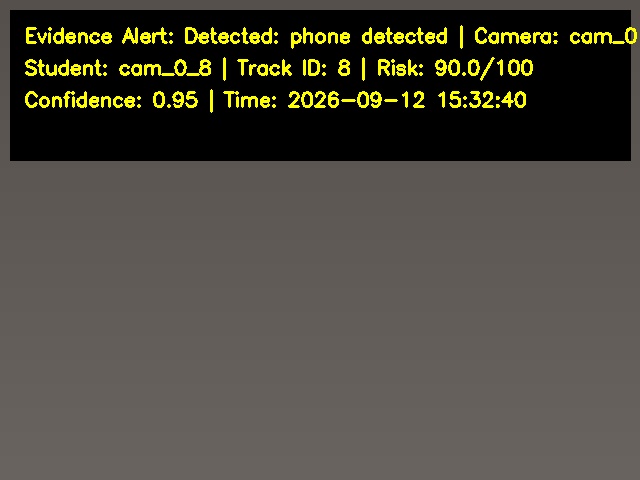 Evidence Alert: Detected: phone detected | Camera: cam_0
Student: cam_0_8 | Track ID: 8 | Risk: 90.0/100
Confidence: 0.95 | Time: 2026-09-12 15:32:40